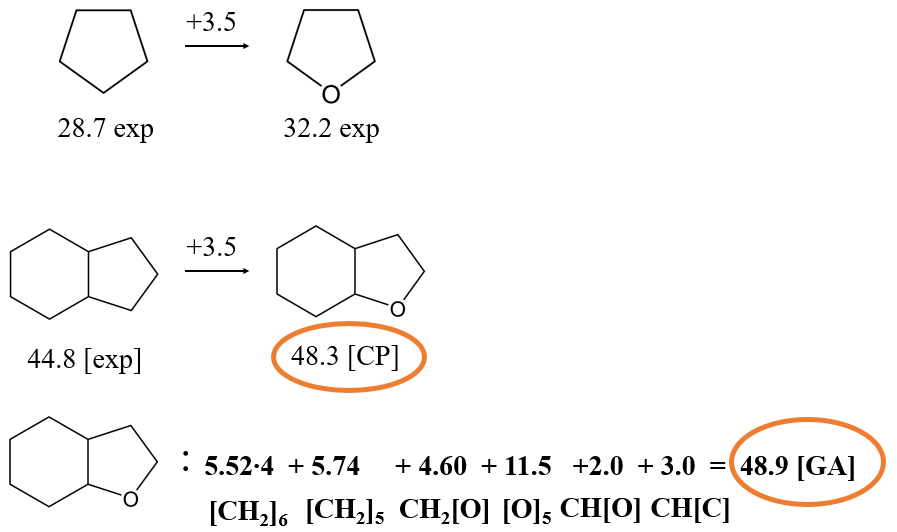 +3.5
O
28.7 exp 32.2 exp
+3.5
O
44.8 [exp] 48.3 [CP]
O : 5.52·4 + 5.74 + 4.60 + 11.5 +2.0 + 3.0 = 48.9 [GA]
[CH₂]₆ [CH₂]₅ CH₂[O] [O]₅ CH[O] CH[C]